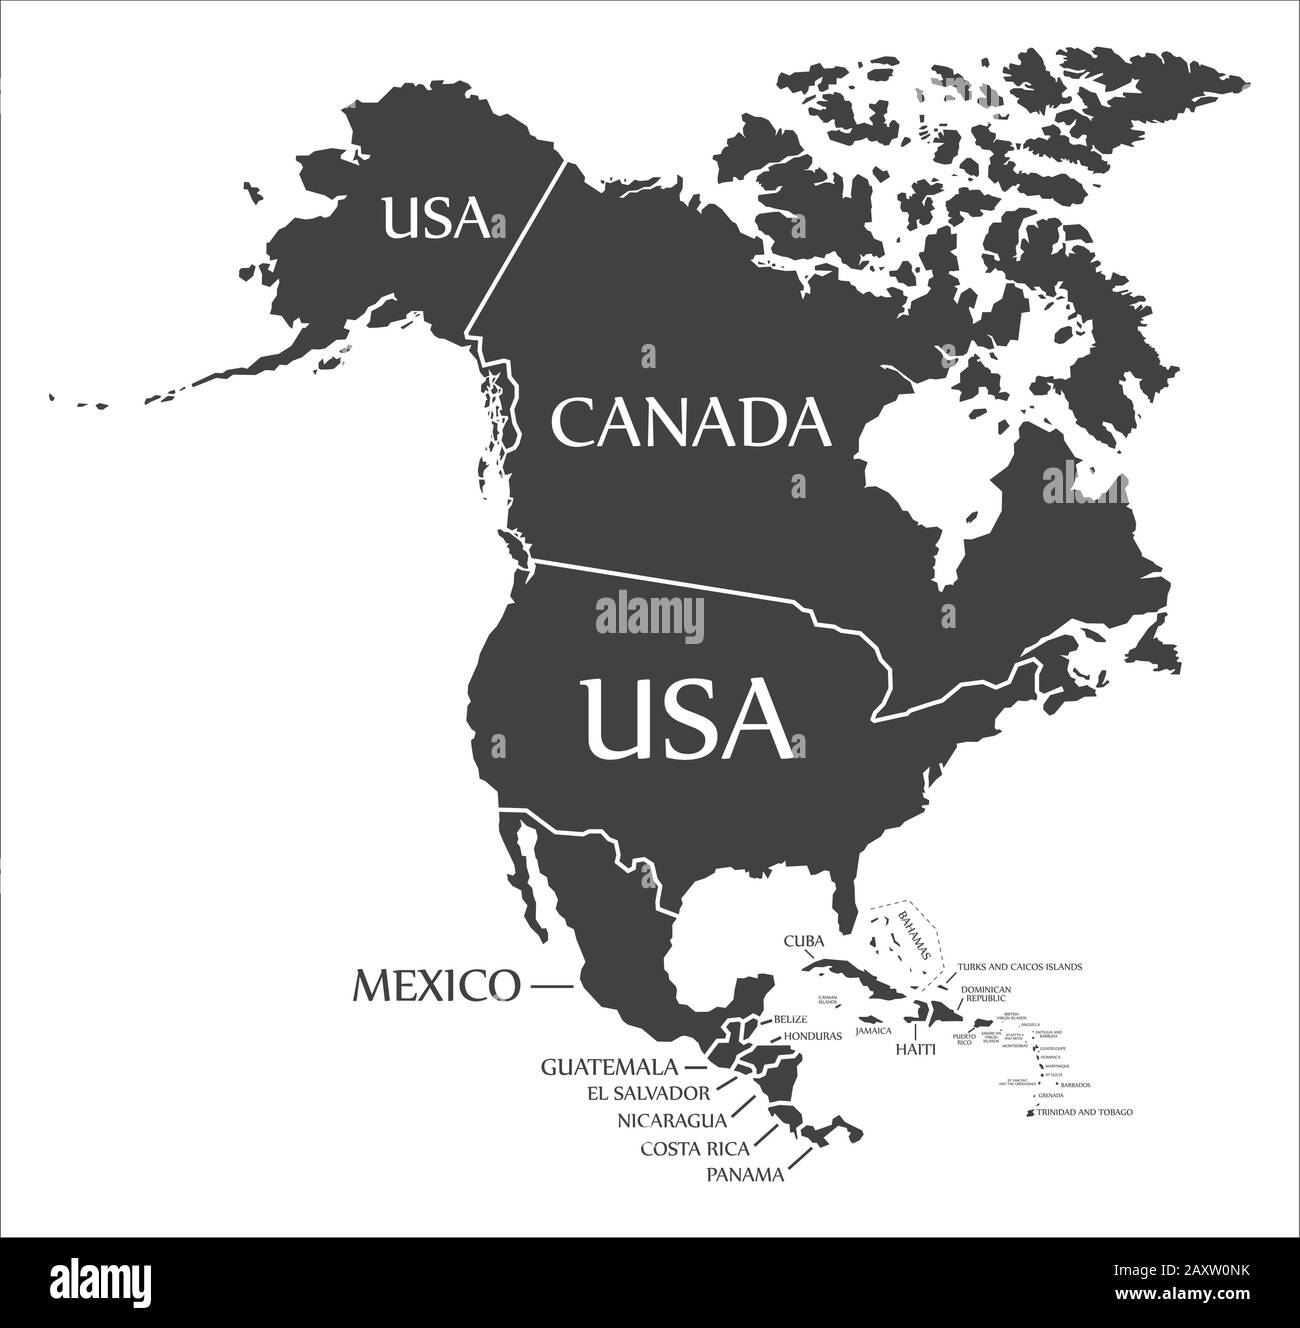 USA
CANADA
USA
MEXICO
CUBA
BAHAMAS
TURKS AND CAICOS ISLANDS
DOMINICAN
REPUBLIC
CAYMAN
ISLANDS
JAMAICA
HAITI
PUERTO
RICO
BRITISH
VIRGIN ISLANDS
AMERICAN
VIRGIN
ISLANDS
ANGUILLA
ST KITTS
AND NEVIS
ANTIGUA AND
BARBUDA
MONTSERRAT
GUADELOUPE
DOMINICA
MARTINIQUE
ST LUCIA
ST VINCENT
AND THE GRENADINES
BARBADOS
GRENADA
TRINIDAD AND TOBAGO
BELIZE
HONDURAS
GUATEMALA
EL SALVADOR
NICARAGUA
COSTA RICA
PANAMA
a
a
a
a
alamy
a
alamy
Image ID: 2AXW0NK
www.alamy.com